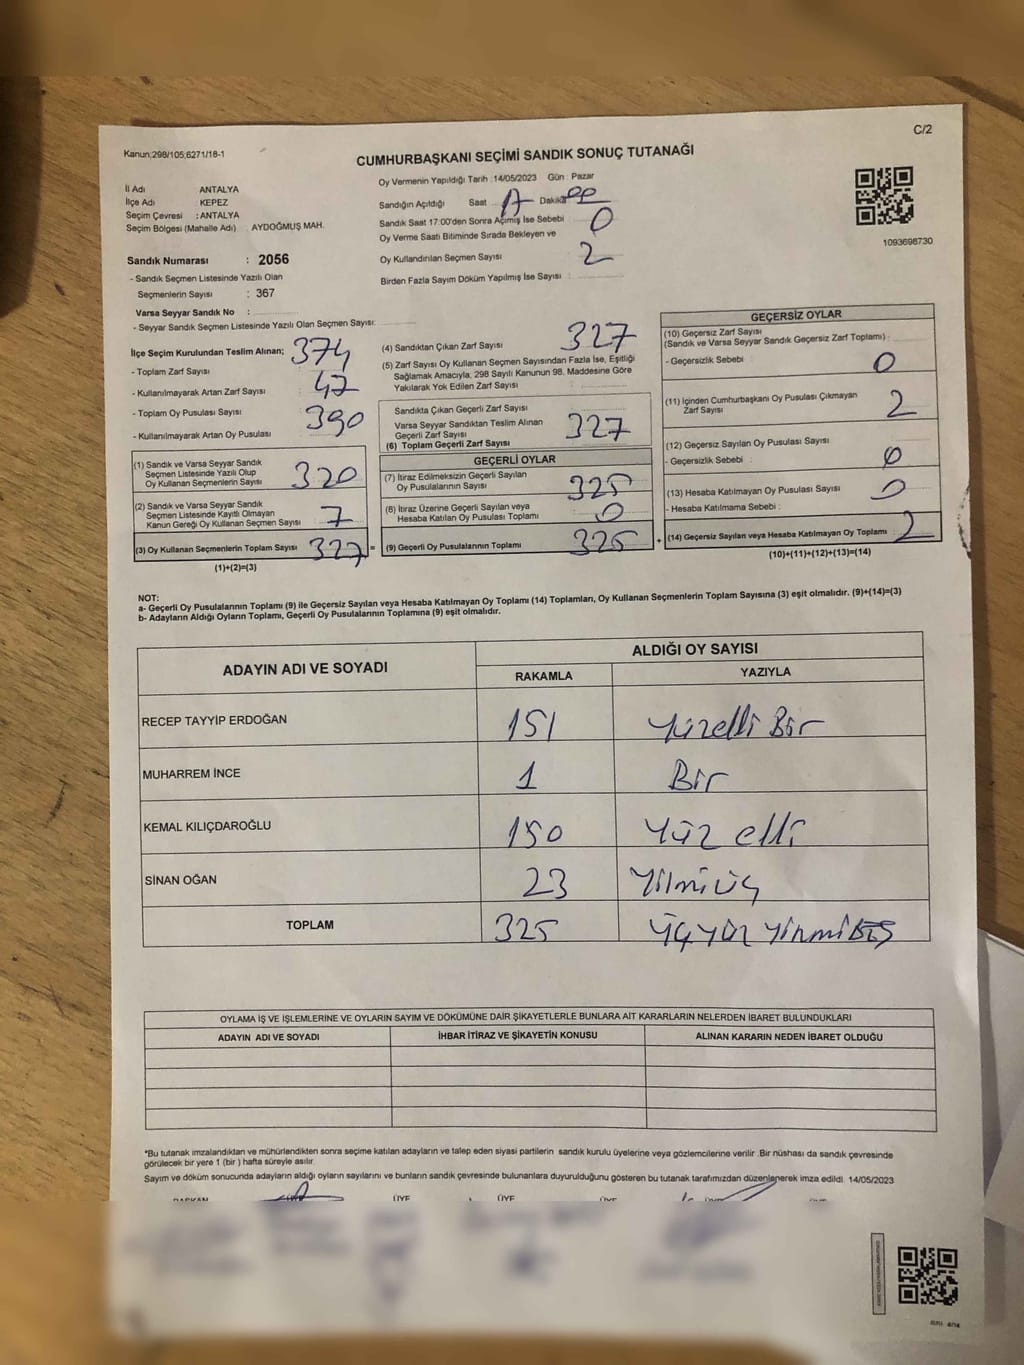 C/2
Kanun;298/105,6271/18-1
CUMHURBAŞKANI SEÇİMİ SANDIK SONUÇ TUTANAĞI
İl Adı ANTALYA
İlçe Adı : KEPEZ
Seçim Çevresi : ANTALYA
Seçim Bölgesi (Mahalle Adı) AYDOĞMUŞ MAH.
Sandık Numarası : 2056
- Sandık Seçmen Listesinde Yazılı Olan
Seçmenlerin Sayısı : 367
Varsa Seyyar Sandık No :
- Seyyar Sandık Seçmen Listesinde Yazılı Olan Seçmen Sayısı:
Oy Vermenin Yapıldığı Tarih :14/05/2023 Gün : Pazar
Sandığın Açıldığı Saat Dakika
Sandık Saat 17:00'den Sonra Açılmış İse Sebebi 0
Oy Verme Saati Bitiminde Sırada Bekleyen ve
Oy Kullandırılan Seçmen Sayısı 2
Birden Fazla Sayım Döküm Yapılmış İse Sayısı :
1093698730
İlçe Seçim Kurulundan Teslim Alınan; 374
- Toplam Zarf Sayısı
- Kullanılmayarak Artan Zarf Sayısı 47
- Toplam Oy Pusulası Sayısı 390
- Kullanılmayarak Artan Oy Pusulası
(1) Sandık ve Varsa Seyyar Sandık
Seçmen Listesinde Yazılı Olup
Oy Kullanan Seçmenlerin Sayısı 320
(2) Sandık ve Varsa Seyyar Sandık
Seçmen Listesinde Kayıtlı Olmayan
Kanun Gereği Oy Kullanan Seçmen Sayısı 7
(3) Oy Kullanan Seçmenlerin Toplam Sayısı 327 =
(1)+(2)=(3)
(4) Sandıktan Çıkan Zarf Sayısı 327
(5) Zarf Sayısı Oy Kullanan Seçmen Sayısından Fazla İse, Eşitliği
Sağlamak Amacıyla, 298 Sayılı Kanunun 98. Maddesine Göre
Yakılarak Yok Edilen Zarf Sayısı :
Sandıkta Çıkan Geçerli Zarf Sayısı
Varsa Seyyar Sandıktan Teslim Alınan
Geçerli Zarf Sayısı 327
(6) Toplam Geçerli Zarf Sayısı
GEÇERLİ OYLAR
(7) İtiraz Edilmeksizin Geçerli Sayılan
Oy Pusulalarının Sayısı 325
(8) İtiraz Üzerine Geçerli Sayılan veya
Hesaba Katılan Oy Pusulası Toplamı 0
(9) Geçerli Oy Pusulalarının Toplamı 325 +
GEÇERSİZ OYLAR
(10) Geçersiz Zarf Sayısı
(Sandık ve Varsa Seyyar Sandık Geçersiz Zarf Toplamı) :
- Geçersizlik Sebebi : 0
(11) İçinden Cumhurbaşkanı Oy Pusulası Çıkmayan
Zarf Sayısı 2
(12) Geçersiz Sayılan Oy Pusulası Sayısı
- Geçersizlik Sebebi : 0
(13) Hesaba Katılmayan Oy Pusulası Sayısı 0
- Hesaba Katılmama Sebebi :
(14) Geçersiz Sayılan veya Hesaba Katılmayan Oy Toplamı 2
(10)+(11)+(12)+(13)=(14)
NOT:
a- Geçerli Oy Pusulalarının Toplamı (9) ile Geçersiz Sayılan veya Hesaba Katılmayan Oy Toplamı (14) Toplamları, Oy Kullanan Seçmenlerin Toplam Sayısına (3) eşit olmalıdır. (9)+(14)=(3)
b- Adayların Aldığı Oyların Toplamı, Geçerli Oy Pusulalarının Toplamına (9) eşit olmalıdır.
ADAYIN ADI VE SOYADI
ALDIĞI OY SAYISI
RAKAMLA YAZIYLA
RECEP TAYYİP ERDOĞAN 151 Yüzelli Bir
MUHARREM İNCE 1 Bir
KEMAL KILIÇDAROĞLU 150 Yüz elli
SİNAN OĞAN 23 Yirmi üç
TOPLAM 325 üçyüz yirmi Beş
OYLAMA İŞ VE İŞLEMLERİNE VE OYLARIN SAYIM VE DÖKÜMÜNE DAİR ŞİKAYETLERLE BUNLARA AİT KARARLARIN NELERDEN İBARET BULUNDUKLARI
ADAYIN ADI VE SOYADI İHBAR İTİRAZ VE ŞİKAYETİN KONUSU ALINAN KARARIN NEDEN İBARET OLDUĞU
*Bu tutanak imzalandıktan ve mühürlendikten sonra seçime katılan adayların ve talep eden siyasi partilerin sandık kurulu üyelerine veya gözlemcilerine verilir .Bir nüshası da sandık çevresinde
görülecek bir yere 1 (bir ) hafta süreyle asılır.
Sayım ve döküm sonucunda adayların aldığı oyların sayılarını ve bunların sandık çevresinde bulunanlara duyurulduğunu gösteren bu tutanak tarafımızdan düzenlenerek imza edildi. 14/05/2023
BAŞKAN ÜYE ÜYE ÜYE ÜYE ÜYE